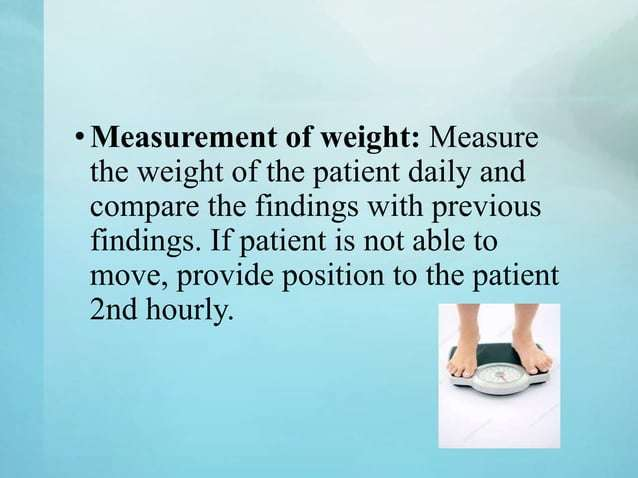 • Measurement of weight: Measure
the weight of the patient daily and
compare the findings with previous
findings. If patient is not able to
move, provide position to the patient
2nd hourly.